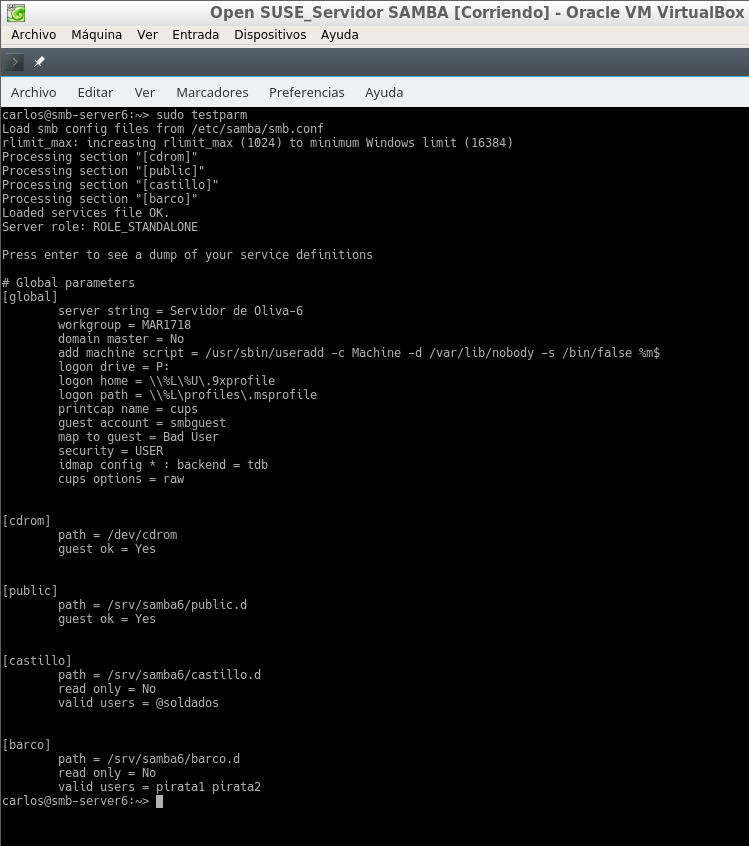 Open SUSE_Servidor SAMBA [Corriendo] - Oracle VM VirtualBox
Archivo Máquina Ver Entrada Dispositivos Ayuda
Archivo Editar Ver Marcadores Preferencias Ayuda
carlos@smb-server6:~> sudo testparm
Load smb config files from /etc/samba/smb.conf
rlimit_max: increasing rlimit_max (1024) to minimum Windows limit (16384)
Processing section "[cdrom]"
Processing section "[public]"
Processing section "[castillo]"
Processing section "[barco]"
Loaded services file OK.
Server role: ROLE_STANDALONE
Press enter to see a dump of your service definitions
# Global parameters
[global]
server string = Servidor de Oliva-6
workgroup = MAR1718
domain master = No
add machine script = /usr/sbin/useradd -c Machine -d /var/lib/nobody -s /bin/false %m$
logon drive = P:
logon home = \\%L\%U\.9xprofile
logon path = \\%L\profiles\.msprofile
printcap name = cups
guest account = smbguest
map to guest = Bad User
security = USER
idmap config * : backend = tdb
cups options = raw
[cdrom]
path = /dev/cdrom
guest ok = Yes
[public]
path = /srv/samba6/public.d
guest ok = Yes
[castillo]
path = /srv/samba6/castillo.d
read only = No
valid users = @soldados
[barco]
path = /srv/samba6/barco.d
read only = No
valid users = pirata1 pirata2
carlos@smb-server6:~>